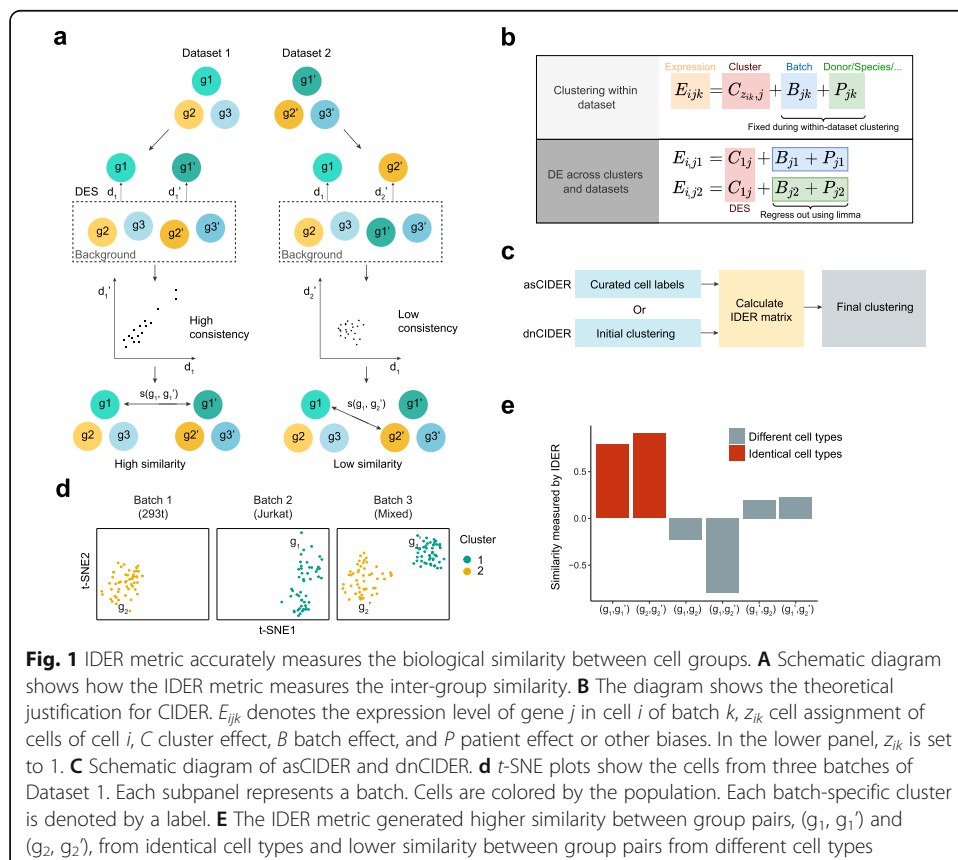 a
Dataset 1
Dataset 2
g1
g1’
g2
g3
g2’
g3’
g1
g1’
g1
g2’
DES
d1
d1’
d1
d2’
g2
g3
g2’
g3’
g2
g3
g1’
g3’
Background
Background
d1’
High
consistency
d1
d2’
Low
consistency
d1
s(g1, g1’)
s(g1, g2’)
g1
g1’
g1
g1’
g2
g3
g2’
g3’
g2
g3
g2’
g3’
High similarity
Low similarity
b
Clustering within
dataset
Expression
Cluster
Batch
Donor/Species/...
Eijk = Czik,j + Bjk + Pjk
Fixed during within-dataset clustering
DE across clusters
and datasets
Ei,j1 = C1j + Bj1 + Pj1
Ei,j2 = C1j + Bj2 + Pj2
DES
Regress out using limma
c
asCIDER
Curated cell labels
Or
dnCIDER
Initial clustering
Calculate
IDER matrix
Final clustering
d
Batch 1
(293t)
Batch 2
(Jurkat)
Batch 3
(Mixed)
t-SNE2
g2
g1
g2’
t-SNE1
Cluster
1
2
e
Similarity measured by IDER
0.5
0.0
−0.5
Different cell types
Identical cell types
(g1,g1’)
(g2,g2’)
(g1,g2)
(g1,g2’)
(g1’,g2)
(g1’,g2’)
Fig. 1 IDER metric accurately measures the biological similarity between cell groups. A Schematic diagram
shows how the IDER metric measures the inter-group similarity. B The diagram shows the theoretical
justification for CIDER. Eijk denotes the expression level of gene j in cell i of batch k, zik cell assignment of
cells of cell i, C cluster effect, B batch effect, and P patient effect or other biases. In the lower panel, zik is set
to 1. C Schematic diagram of asCIDER and dnCIDER. d t-SNE plots show the cells from three batches of
Dataset 1. Each subpanel represents a batch. Cells are colored by the population. Each batch-specific cluster
is denoted by a label. E The IDER metric generated higher similarity between group pairs, (g1, g1’) and
(g2, g2’), from identical cell types and lower similarity between group pairs from different cell types